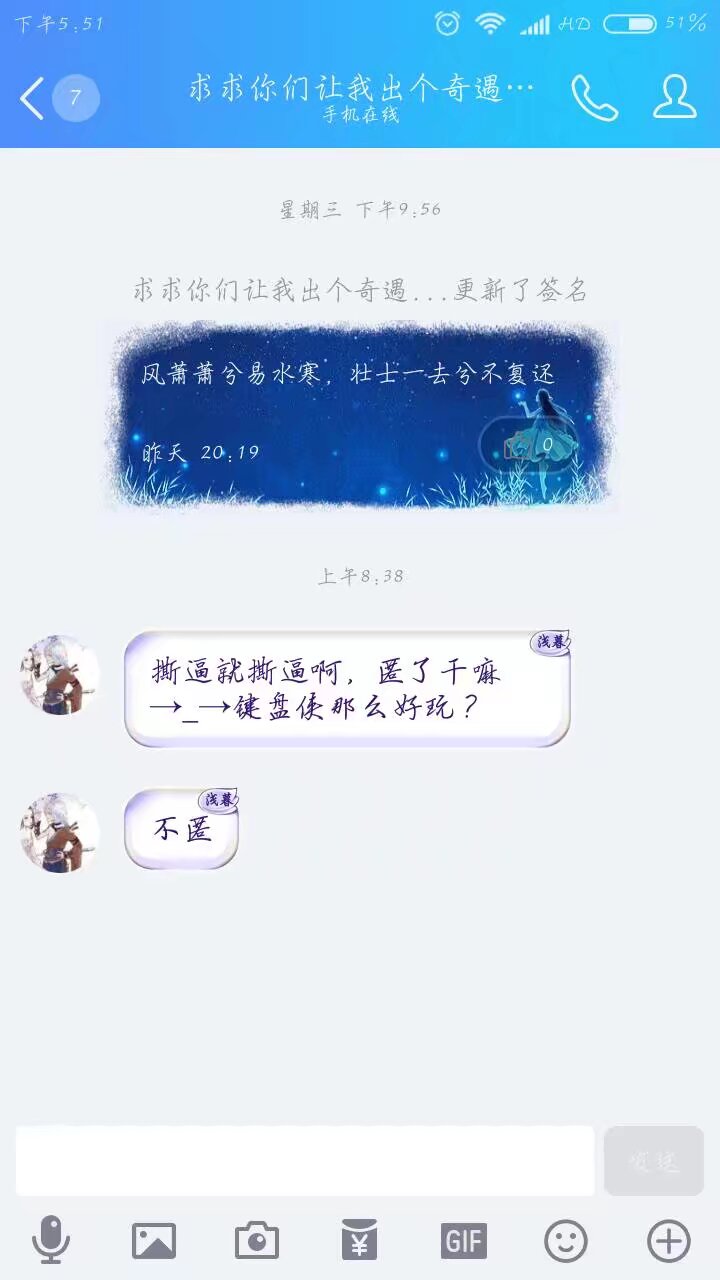 下午5:51
HD
51%
7
求求你们让我出个奇遇...
手机在线
星期三 下午9:56
求求你们让我出个奇遇...更新了签名
风萧萧兮易水寒，壮士一去兮不复还
昨天 20:19
0
上午8:38
浅暮
撕逼就撕逼啊，匿了干嘛
→_→键盘侠那么好玩？
浅暮
不匿
发送
¥
GIF